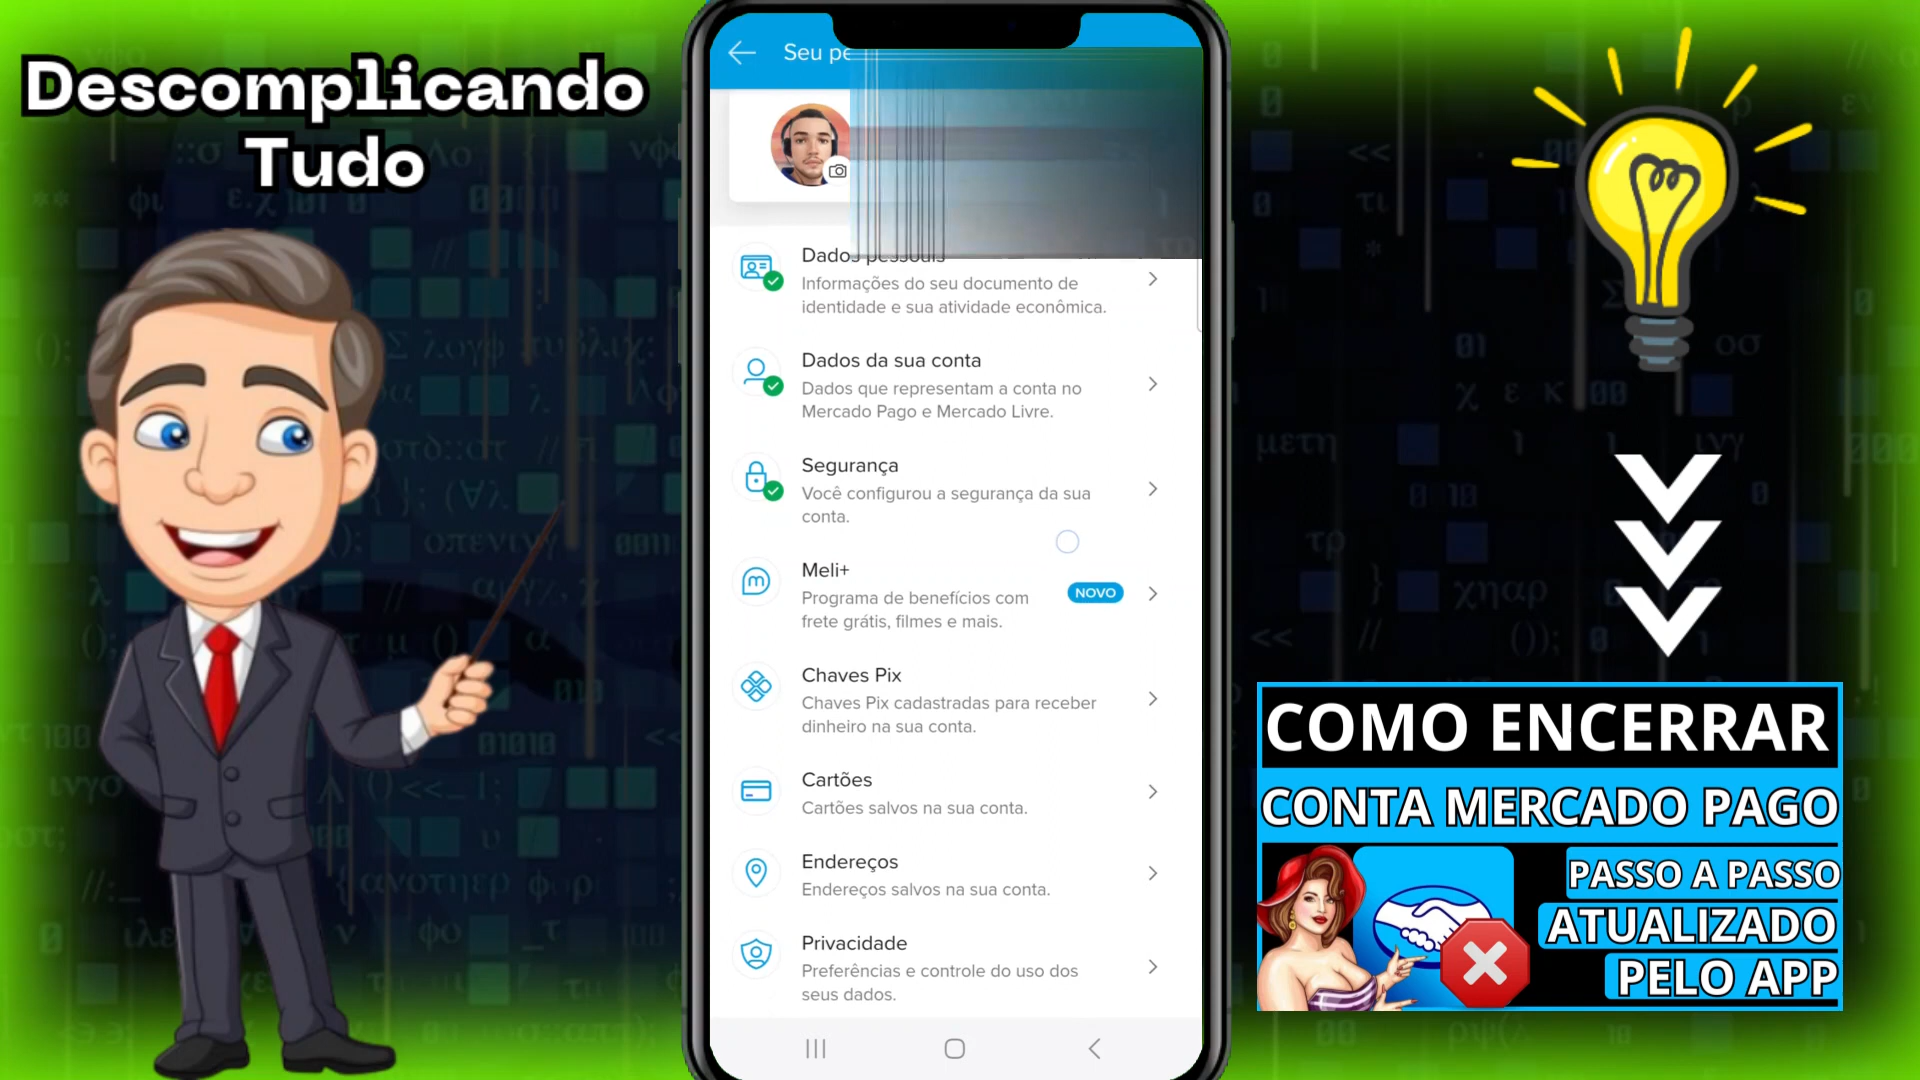 Descomplicando
Tudo
Seu pe
Dados pessoais
Informações do seu documento de
identidade e sua atividade econômica.
Dados da sua conta
Dados que representam a conta no
Mercado Pago e Mercado Livre.
Segurança
Você configurou a segurança da sua
conta.
Meli+
Programa de benefícios com
frete grátis, filmes e mais.
NOVO
Chaves Pix
Chaves Pix cadastradas para receber
dinheiro na sua conta.
Cartões
Cartões salvos na sua conta.
Endereços
Endereços salvos na sua conta.
Privacidade
Preferências e controle do uso dos
seus dados.
COMO ENCERRAR
CONTA MERCADO PAGO
PASSO A PASSO
ATUALIZADO
PELO APP